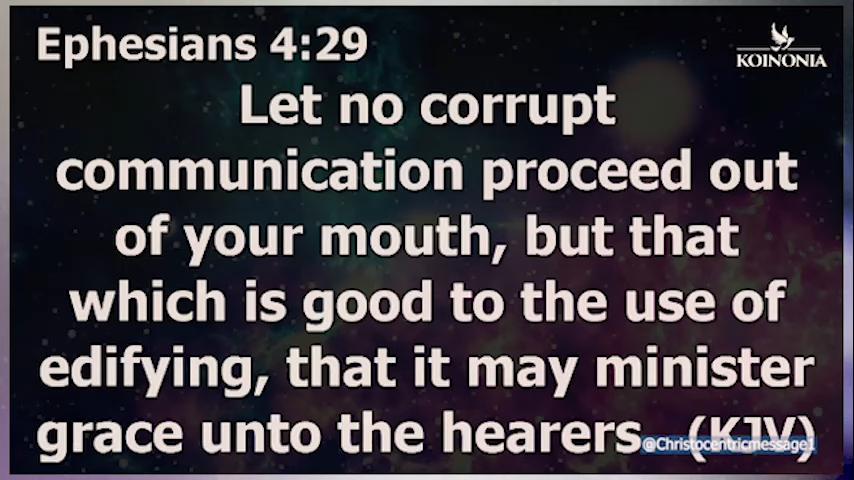 Ephesians 4:29
KOINONIA
Let no corrupt
communication proceed out
of your mouth, but that
which is good to the use of
edifying, that it may minister
grace unto the hearers. (KJV)
@Christocentricmessage1